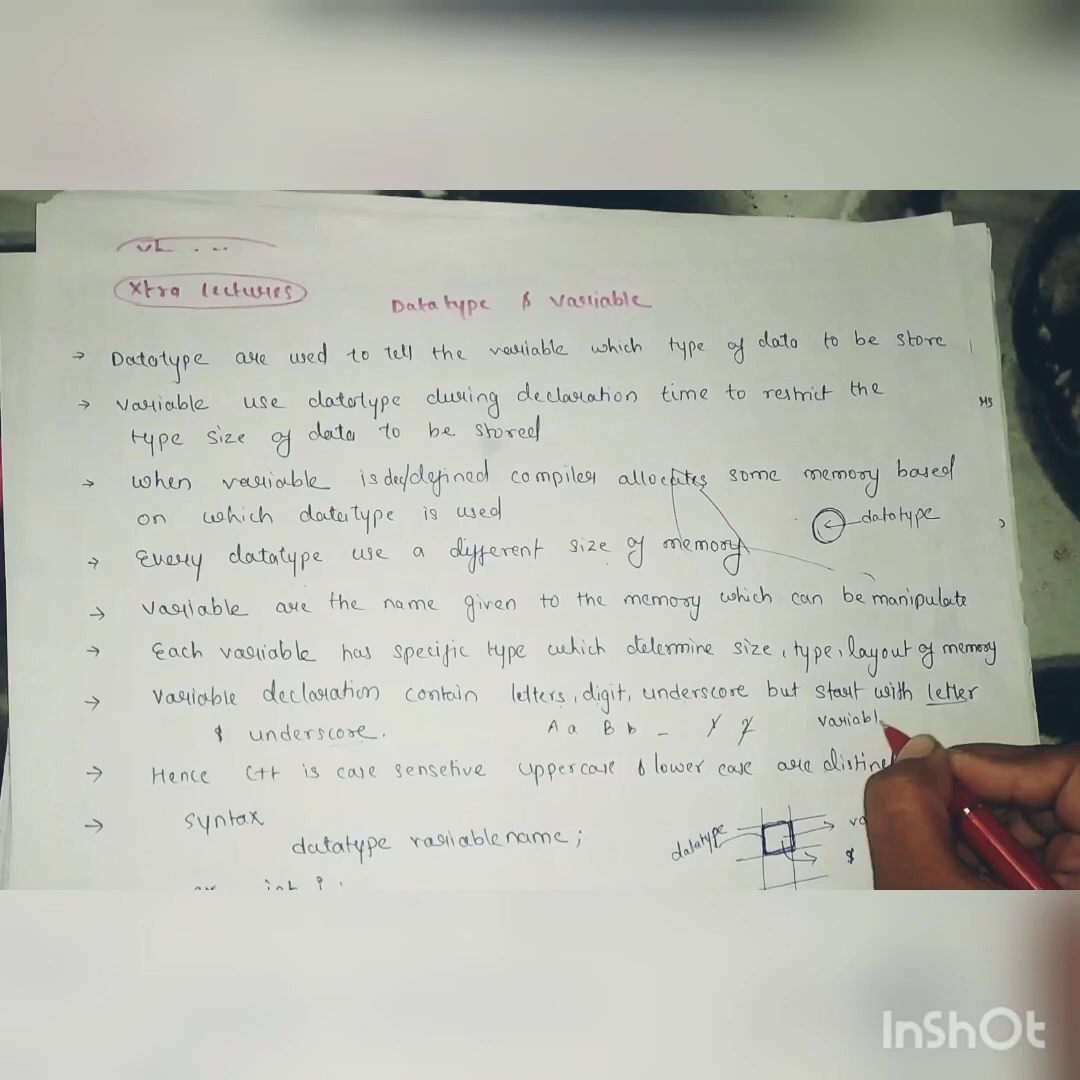 Xtra lectures
Datatype & variable
→ Datatype are used to tell the variable which type of data to be store
→ variable use datatype during declaration time to restrict the
type size of data to be stored
→ when variable is dec/defined compiler allocates some memory based
on which datatype is used
datatype
→ Every datatype use a different size of memory
→ variable are the name given to the memory which can be manipulate
→ Each variable has specific type which determine size, type, layout of memory
→ variable declaration contain letters, digit, underscore but start with letter
& underscore. A a B b _ variabl
→ Hence C++ is case sensetive uppercase & lower case are distin
→ syntax
datatype variablename;
datatype
$
InShOt